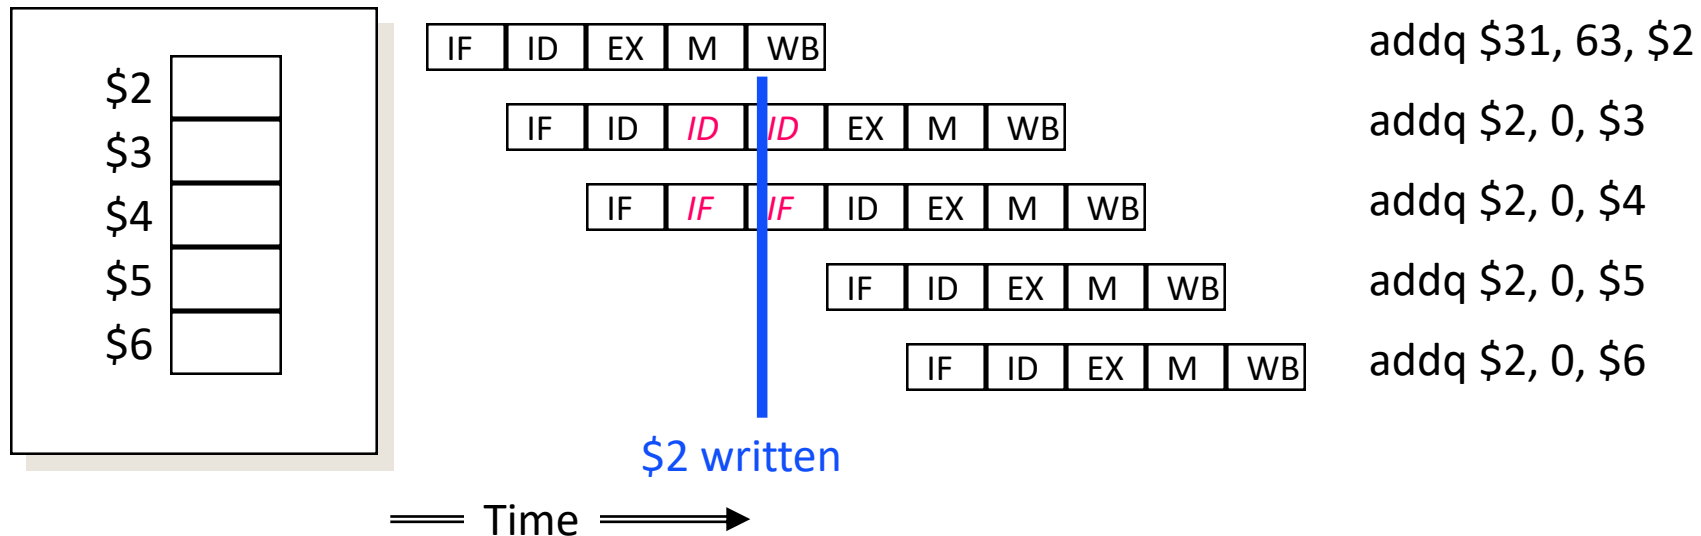 $2
$3
$4
$5
$6
IF ID EX M WB
addq $31, 63, $2
IF ID ID ID EX M WB
addq $2, 0, $3
IF IF IF ID EX M WB
addq $2, 0, $4
IF ID EX M WB
addq $2, 0, $5
IF ID EX M WB
addq $2, 0, $6
$2 written
Time